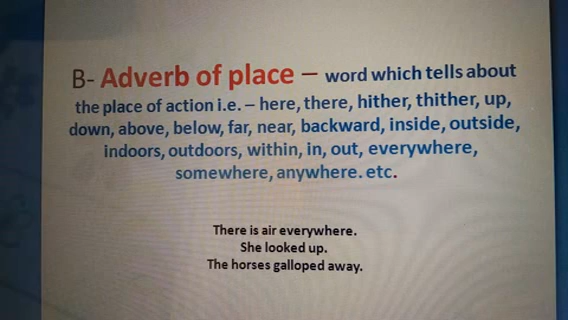 B- Adverb of place – word which tells about
the place of action i.e. – here, there, hither, thither, up,
down, above, below, far, near, backward, inside, outside,
indoors, outdoors, within, in, out, everywhere,
somewhere, anywhere. etc.
There is air everywhere.
She looked up.
The horses galloped away.